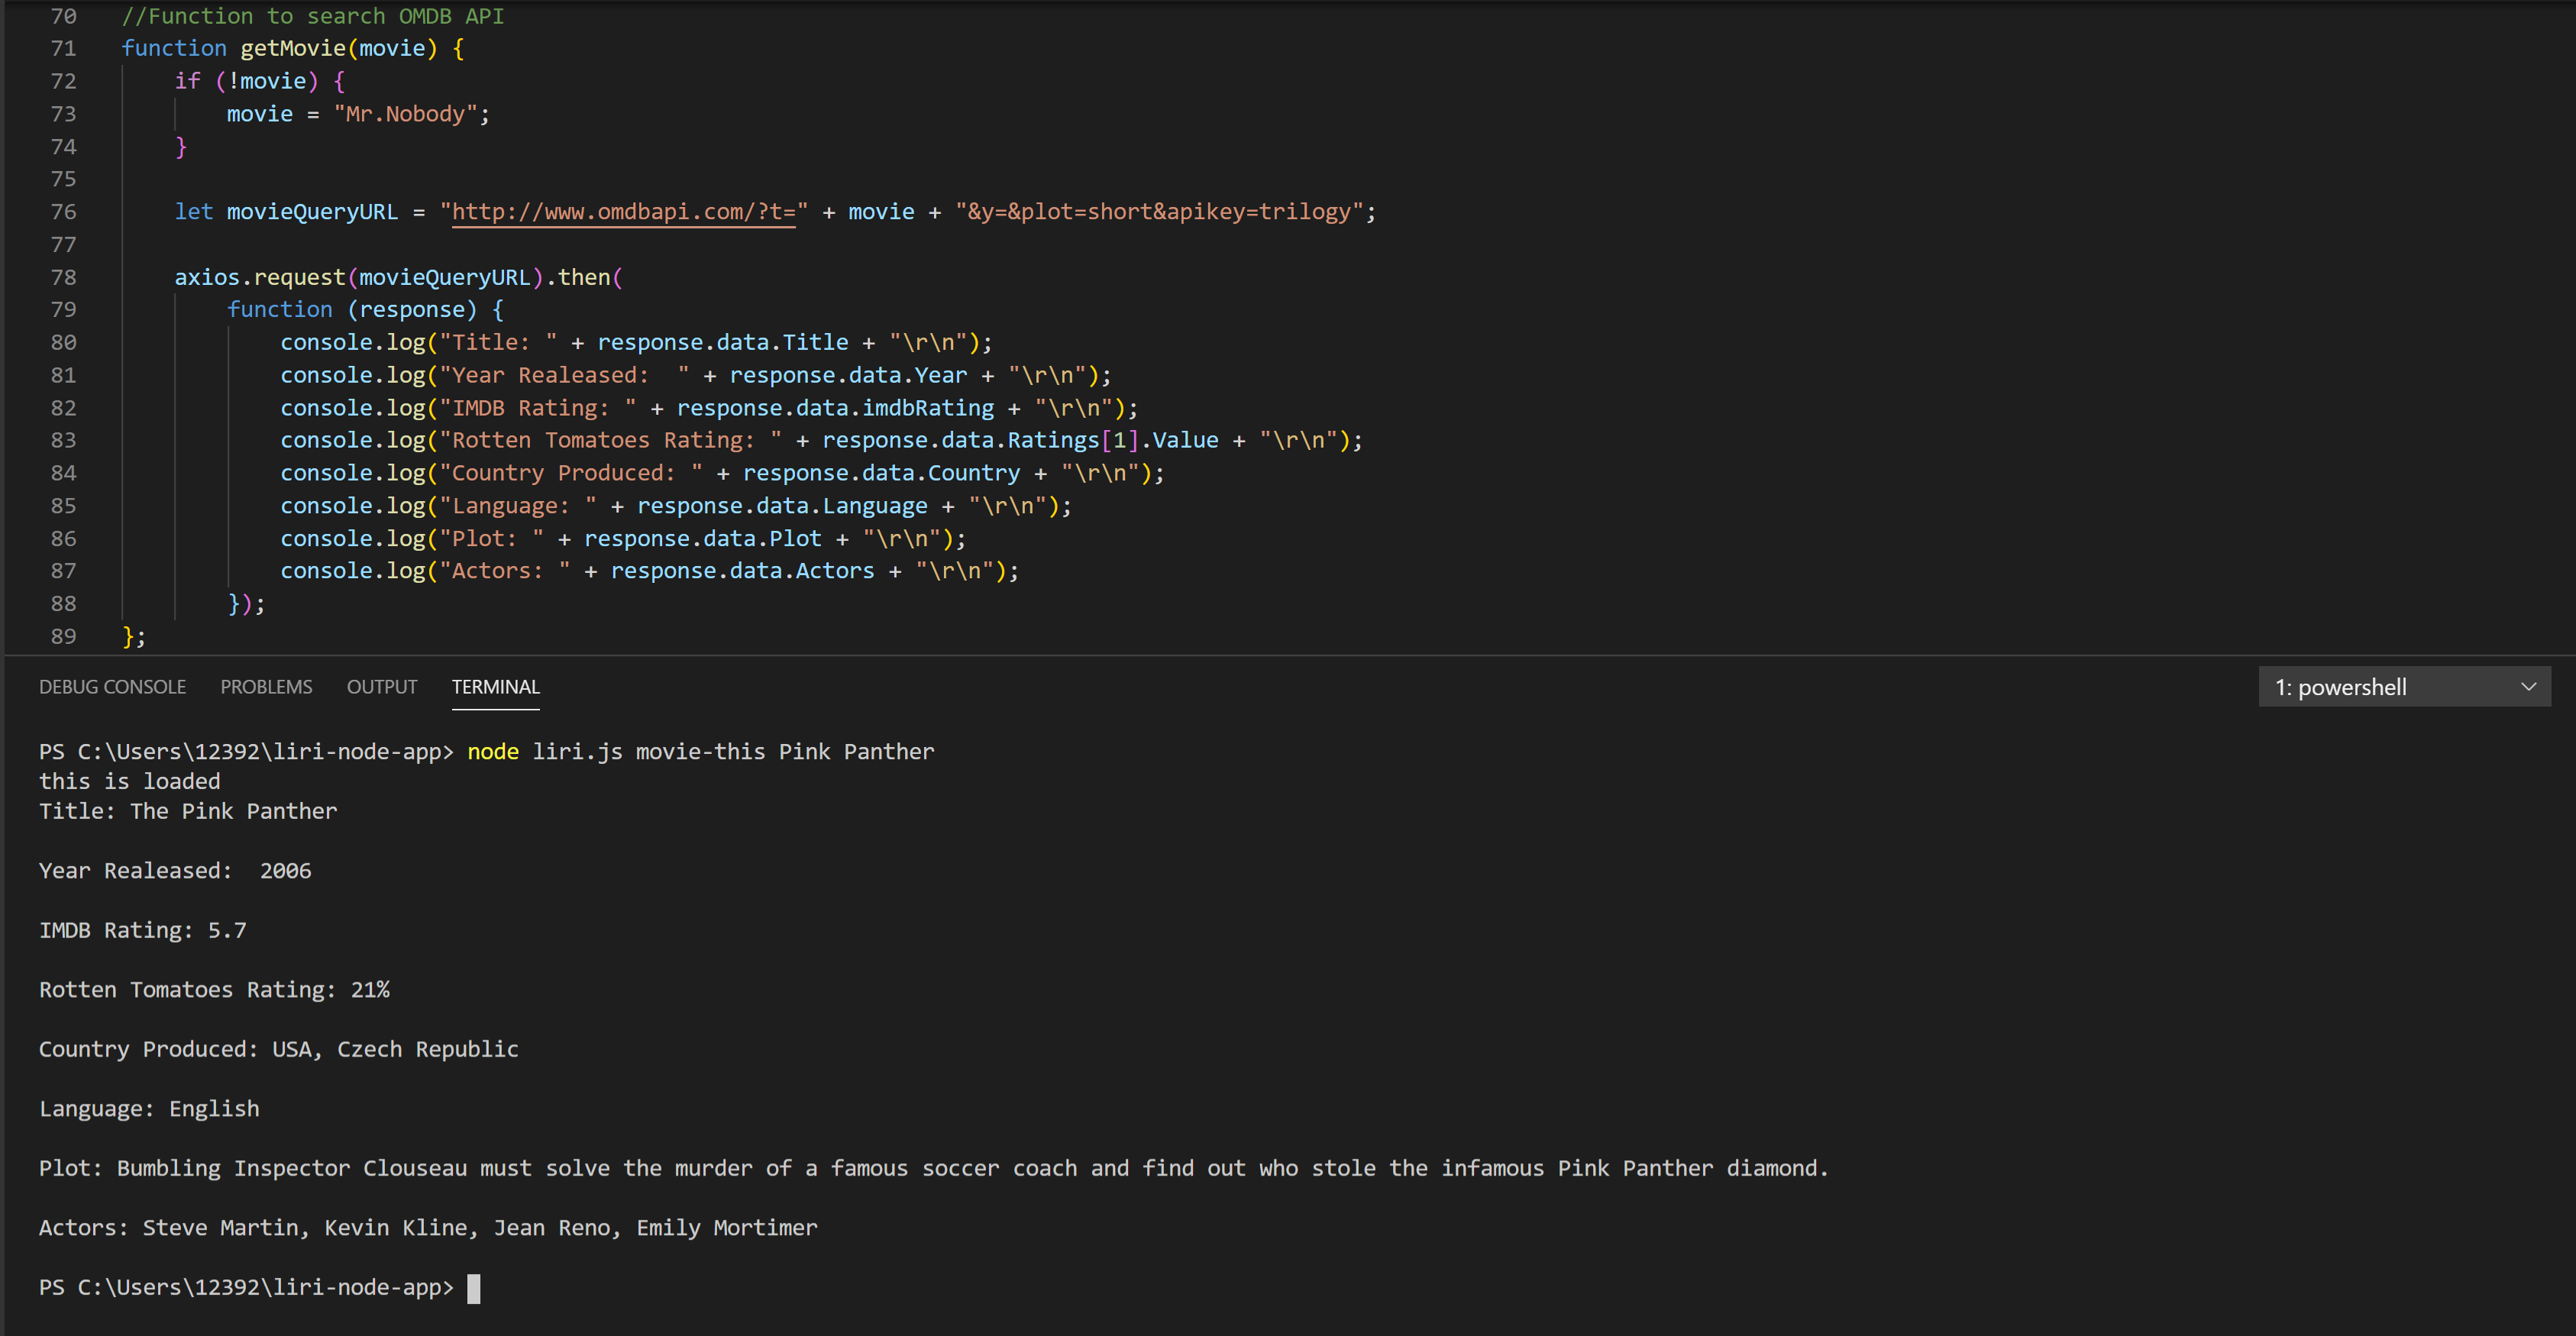 70 //Function to search OMDB API
71 function getMovie(movie) {
72     if (!movie) {
73         movie = "Mr.Nobody";
74     }
75
76     let movieQueryURL = "http://www.omdbapi.com/?t=" + movie + "&y=&plot=short&apikey=trilogy";
77
78     axios.request(movieQueryURL).then(
79         function (response) {
80             console.log("Title: " + response.data.Title + "\r\n");
81             console.log("Year Realeased:  " + response.data.Year + "\r\n");
82             console.log("IMDB Rating: " + response.data.imdbRating + "\r\n");
83             console.log("Rotten Tomatoes Rating: " + response.data.Ratings[1].Value + "\r\n");
84             console.log("Country Produced: " + response.data.Country + "\r\n");
85             console.log("Language: " + response.data.Language + "\r\n");
86             console.log("Plot: " + response.data.Plot + "\r\n");
87             console.log("Actors: " + response.data.Actors + "\r\n");
88         });
89 };
DEBUG CONSOLE PROBLEMS OUTPUT TERMINAL 1: powershell
PS C:\Users\12392\liri-node-app> node liri.js movie-this Pink Panther
this is loaded
Title: The Pink Panther
Year Realeased:  2006
IMDB Rating: 5.7
Rotten Tomatoes Rating: 21%
Country Produced: USA, Czech Republic
Language: English
Plot: Bumbling Inspector Clouseau must solve the murder of a famous soccer coach and find out who stole the infamous Pink Panther diamond.
Actors: Steve Martin, Kevin Kline, Jean Reno, Emily Mortimer
PS C:\Users\12392\liri-node-app>